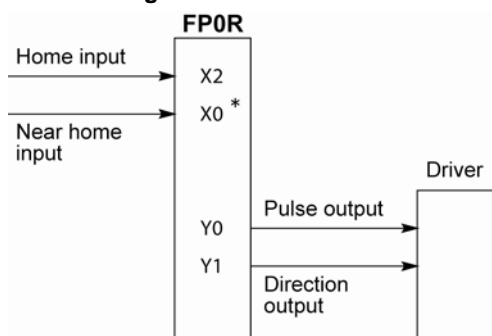 FP0R
Home input
X2
X0 *
Near home
input
Driver
Pulse output
Y0
Y1
Direction
output